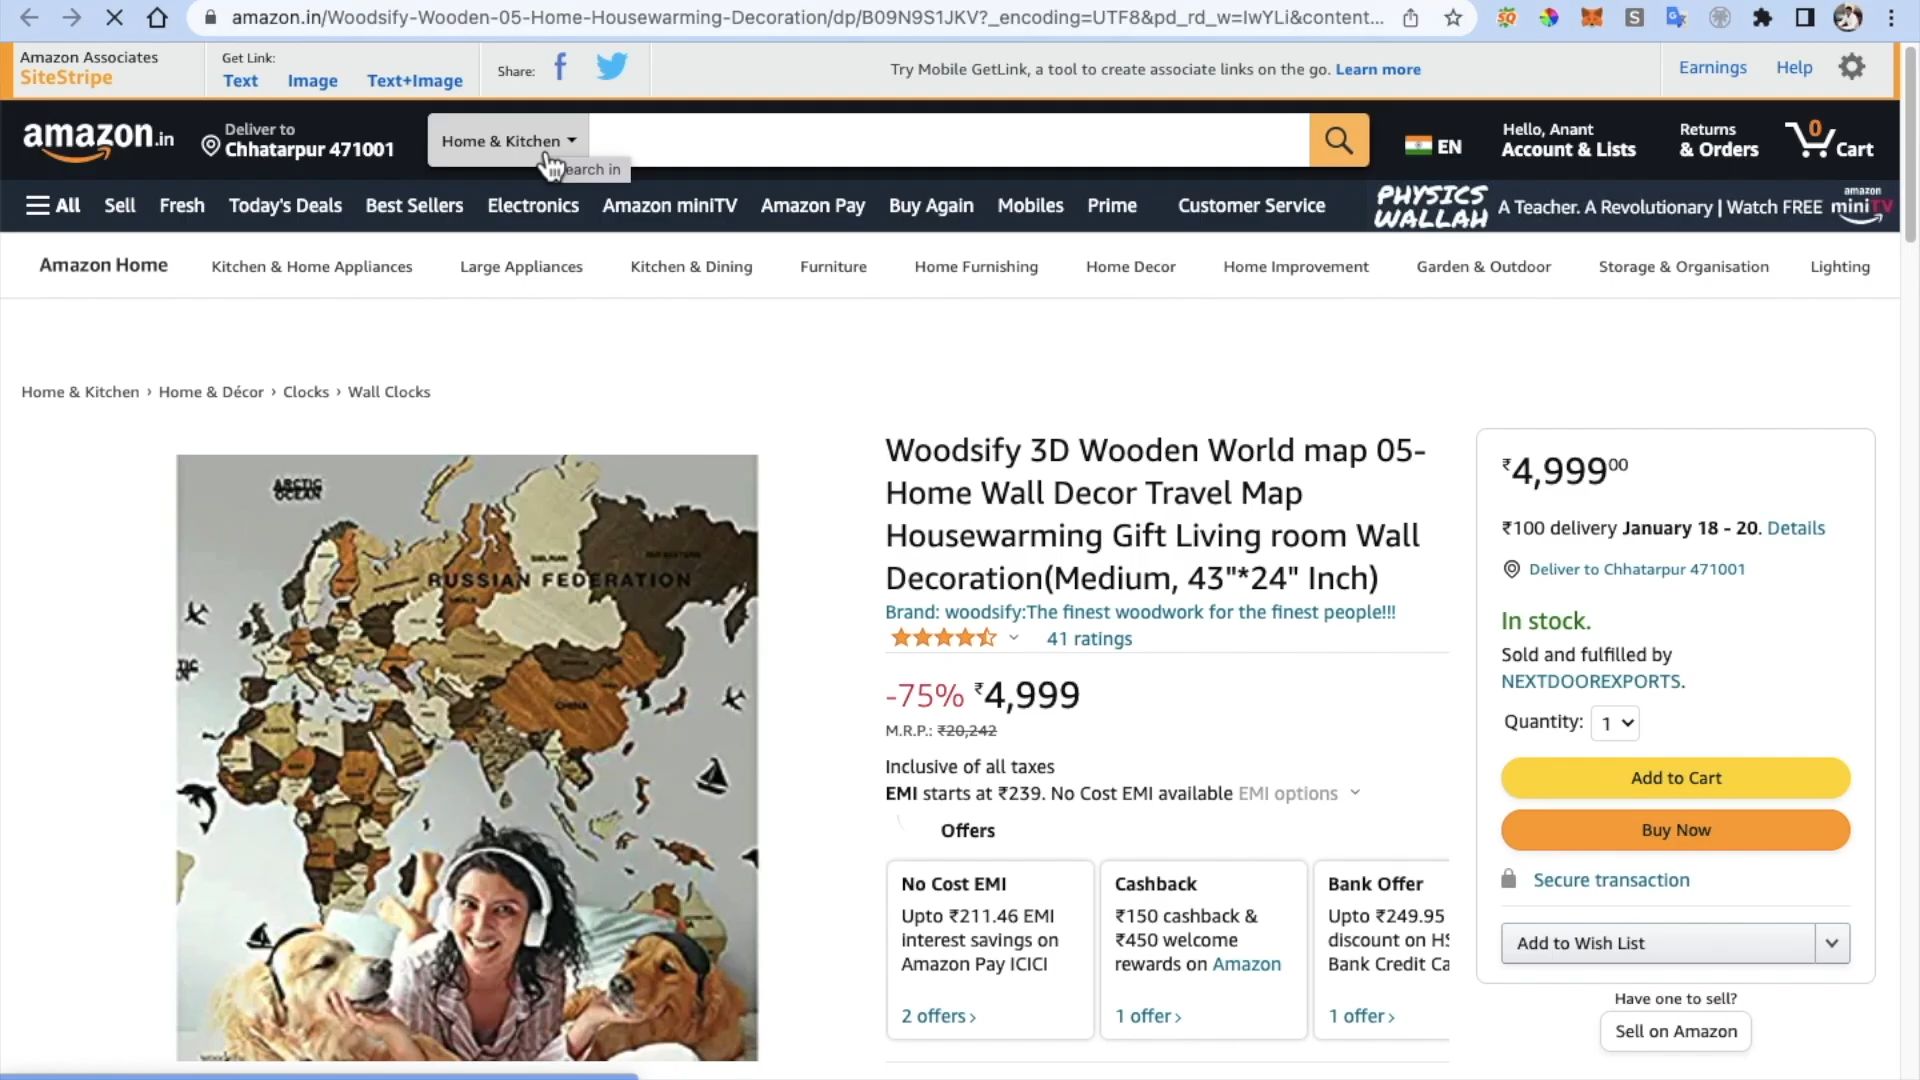 amazon.in/Woodsify-Wooden-05-Home-Housewarming-Decoration/dp/B09N9S1JKV?_encoding=UTF8&pd_rd_w=IwYLi&content...
Amazon Associates
SiteStripe
Get Link:
Text Image Text+Image
Share:
Try Mobile GetLink, a tool to create associate links on the go. Learn more
Earnings Help
amazon.in
Deliver to
Chhatarpur 471001
Home & Kitchen
earch in
EN
Hello, Anant
Account & Lists
Returns
& Orders
0
Cart
All Sell Fresh Today's Deals Best Sellers Electronics Amazon miniTV Amazon Pay Buy Again Mobiles Prime Customer Service
PHYSICS
WALLAH
A Teacher. A Revolutionary | Watch FREE
amazon
miniTV
Amazon Home Kitchen & Home Appliances Large Appliances Kitchen & Dining Furniture Home Furnishing Home Decor Home Improvement Garden & Outdoor Storage & Organisation Lighting
Home & Kitchen › Home & Décor › Clocks › Wall Clocks
ARCTIC
OCEAN
RUSSIAN FEDERATION
CHINA
Woodsify 3D Wooden World map 05-
Home Wall Decor Travel Map
Housewarming Gift Living room Wall
Decoration(Medium, 43"*24" Inch)
Brand: woodsify:The finest woodwork for the finest people!!!
41 ratings
-75% ₹4,999
M.R.P.: ₹20,242
Inclusive of all taxes
EMI starts at ₹239. No Cost EMI available EMI options
Offers
No Cost EMI
Upto ₹211.46 EMI
interest savings on
Amazon Pay ICICI
2 offers ›
Cashback
₹150 cashback &
₹450 welcome
rewards on Amazon
1 offer ›
Bank Offer
Upto ₹249.95
discount on HS
Bank Credit Ca
1 offer ›
₹4,999 00
₹100 delivery January 18 - 20. Details
Deliver to Chhatarpur 471001
In stock.
Sold and fulfilled by
NEXTDOOREXPORTS.
Quantity: 1
Add to Cart
Buy Now
Secure transaction
Add to Wish List
Have one to sell?
Sell on Amazon